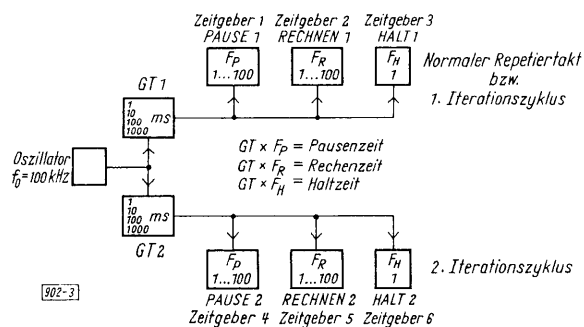 Zeitgeber 1 Zeitgeber 2 Zeitgeber 3
PAUSE 1 RECHNEN 1 HALT 1
F_P F_R F_H
1...100 1...100 1
Normaler Repetiertakt
bzw.
1. Iterationszyklus
GT 1
1
10
100
1000
ms
GT x F_P = Pausenzeit
GT x F_R = Rechenzeit
GT x F_H = Haltzeit
Oszillator
f_0 = 100 kHz
1
10
100
1000
ms
GT 2
F_P F_R F_H
1...100 1...100 1
2. Iterationszyklus
PAUSE 2 RECHNEN 2 HALT 2
Zeitgeber 4 Zeitgeber 5 Zeitgeber 6
902-3